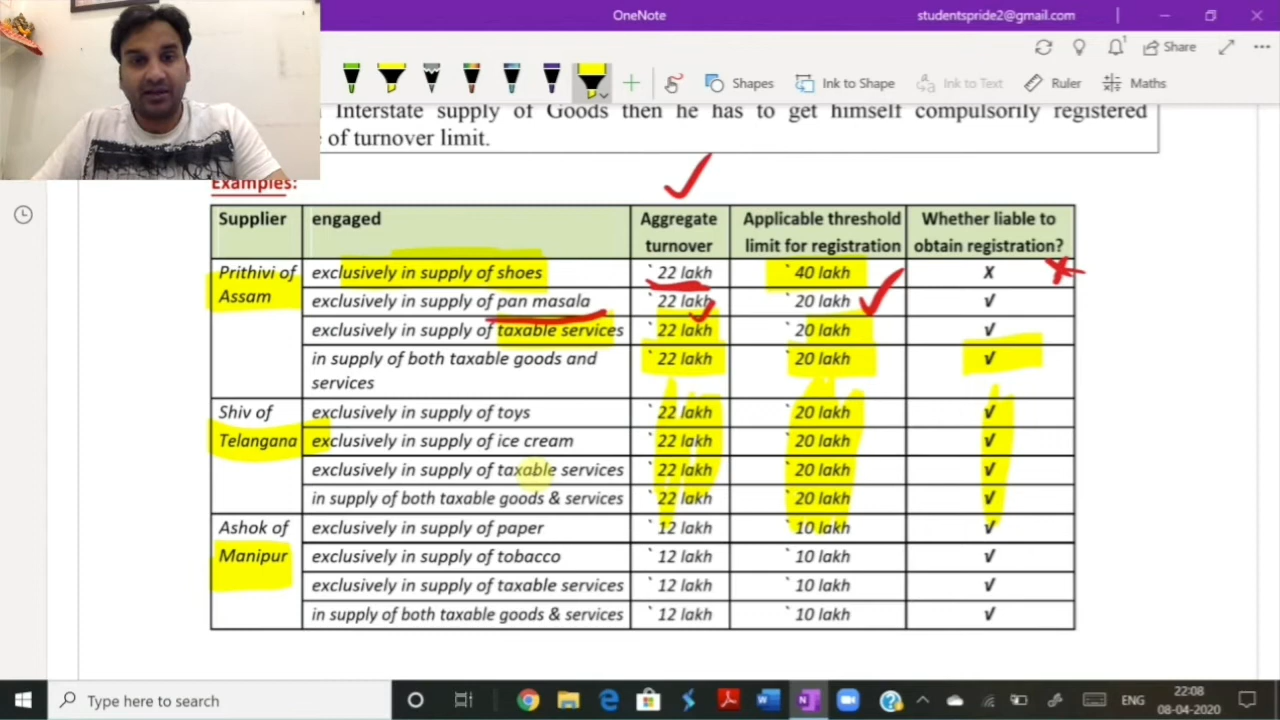 OneNote
studentspride2@gmail.com
Share
Shapes
Ink to Shape
Ink to Text
Ruler
Maths
Interstate supply of Goods then he has to get himself compulsorily registered
of turnover limit.
Examples:
Supplier engaged Aggregate turnover Applicable threshold limit for registration Whether liable to obtain registration?
Prithivi of Assam exclusively in supply of shoes ` 22 lakh ` 40 lakh X
exclusively in supply of pan masala ` 22 lakh ` 20 lakh √
exclusively in supply of taxable services ` 22 lakh ` 20 lakh √
in supply of both taxable goods and services ` 22 lakh ` 20 lakh √
Shiv of Telangana exclusively in supply of toys ` 22 lakh ` 20 lakh √
exclusively in supply of ice cream ` 22 lakh ` 20 lakh √
exclusively in supply of taxable services ` 22 lakh ` 20 lakh √
in supply of both taxable goods & services ` 22 lakh ` 20 lakh √
Ashok of Manipur exclusively in supply of paper ` 12 lakh ` 10 lakh √
exclusively in supply of tobacco ` 12 lakh ` 10 lakh √
exclusively in supply of taxable services ` 12 lakh ` 10 lakh √
in supply of both taxable goods & services ` 12 lakh ` 10 lakh √
Type here to search
ENG
22:08
08-04-2020